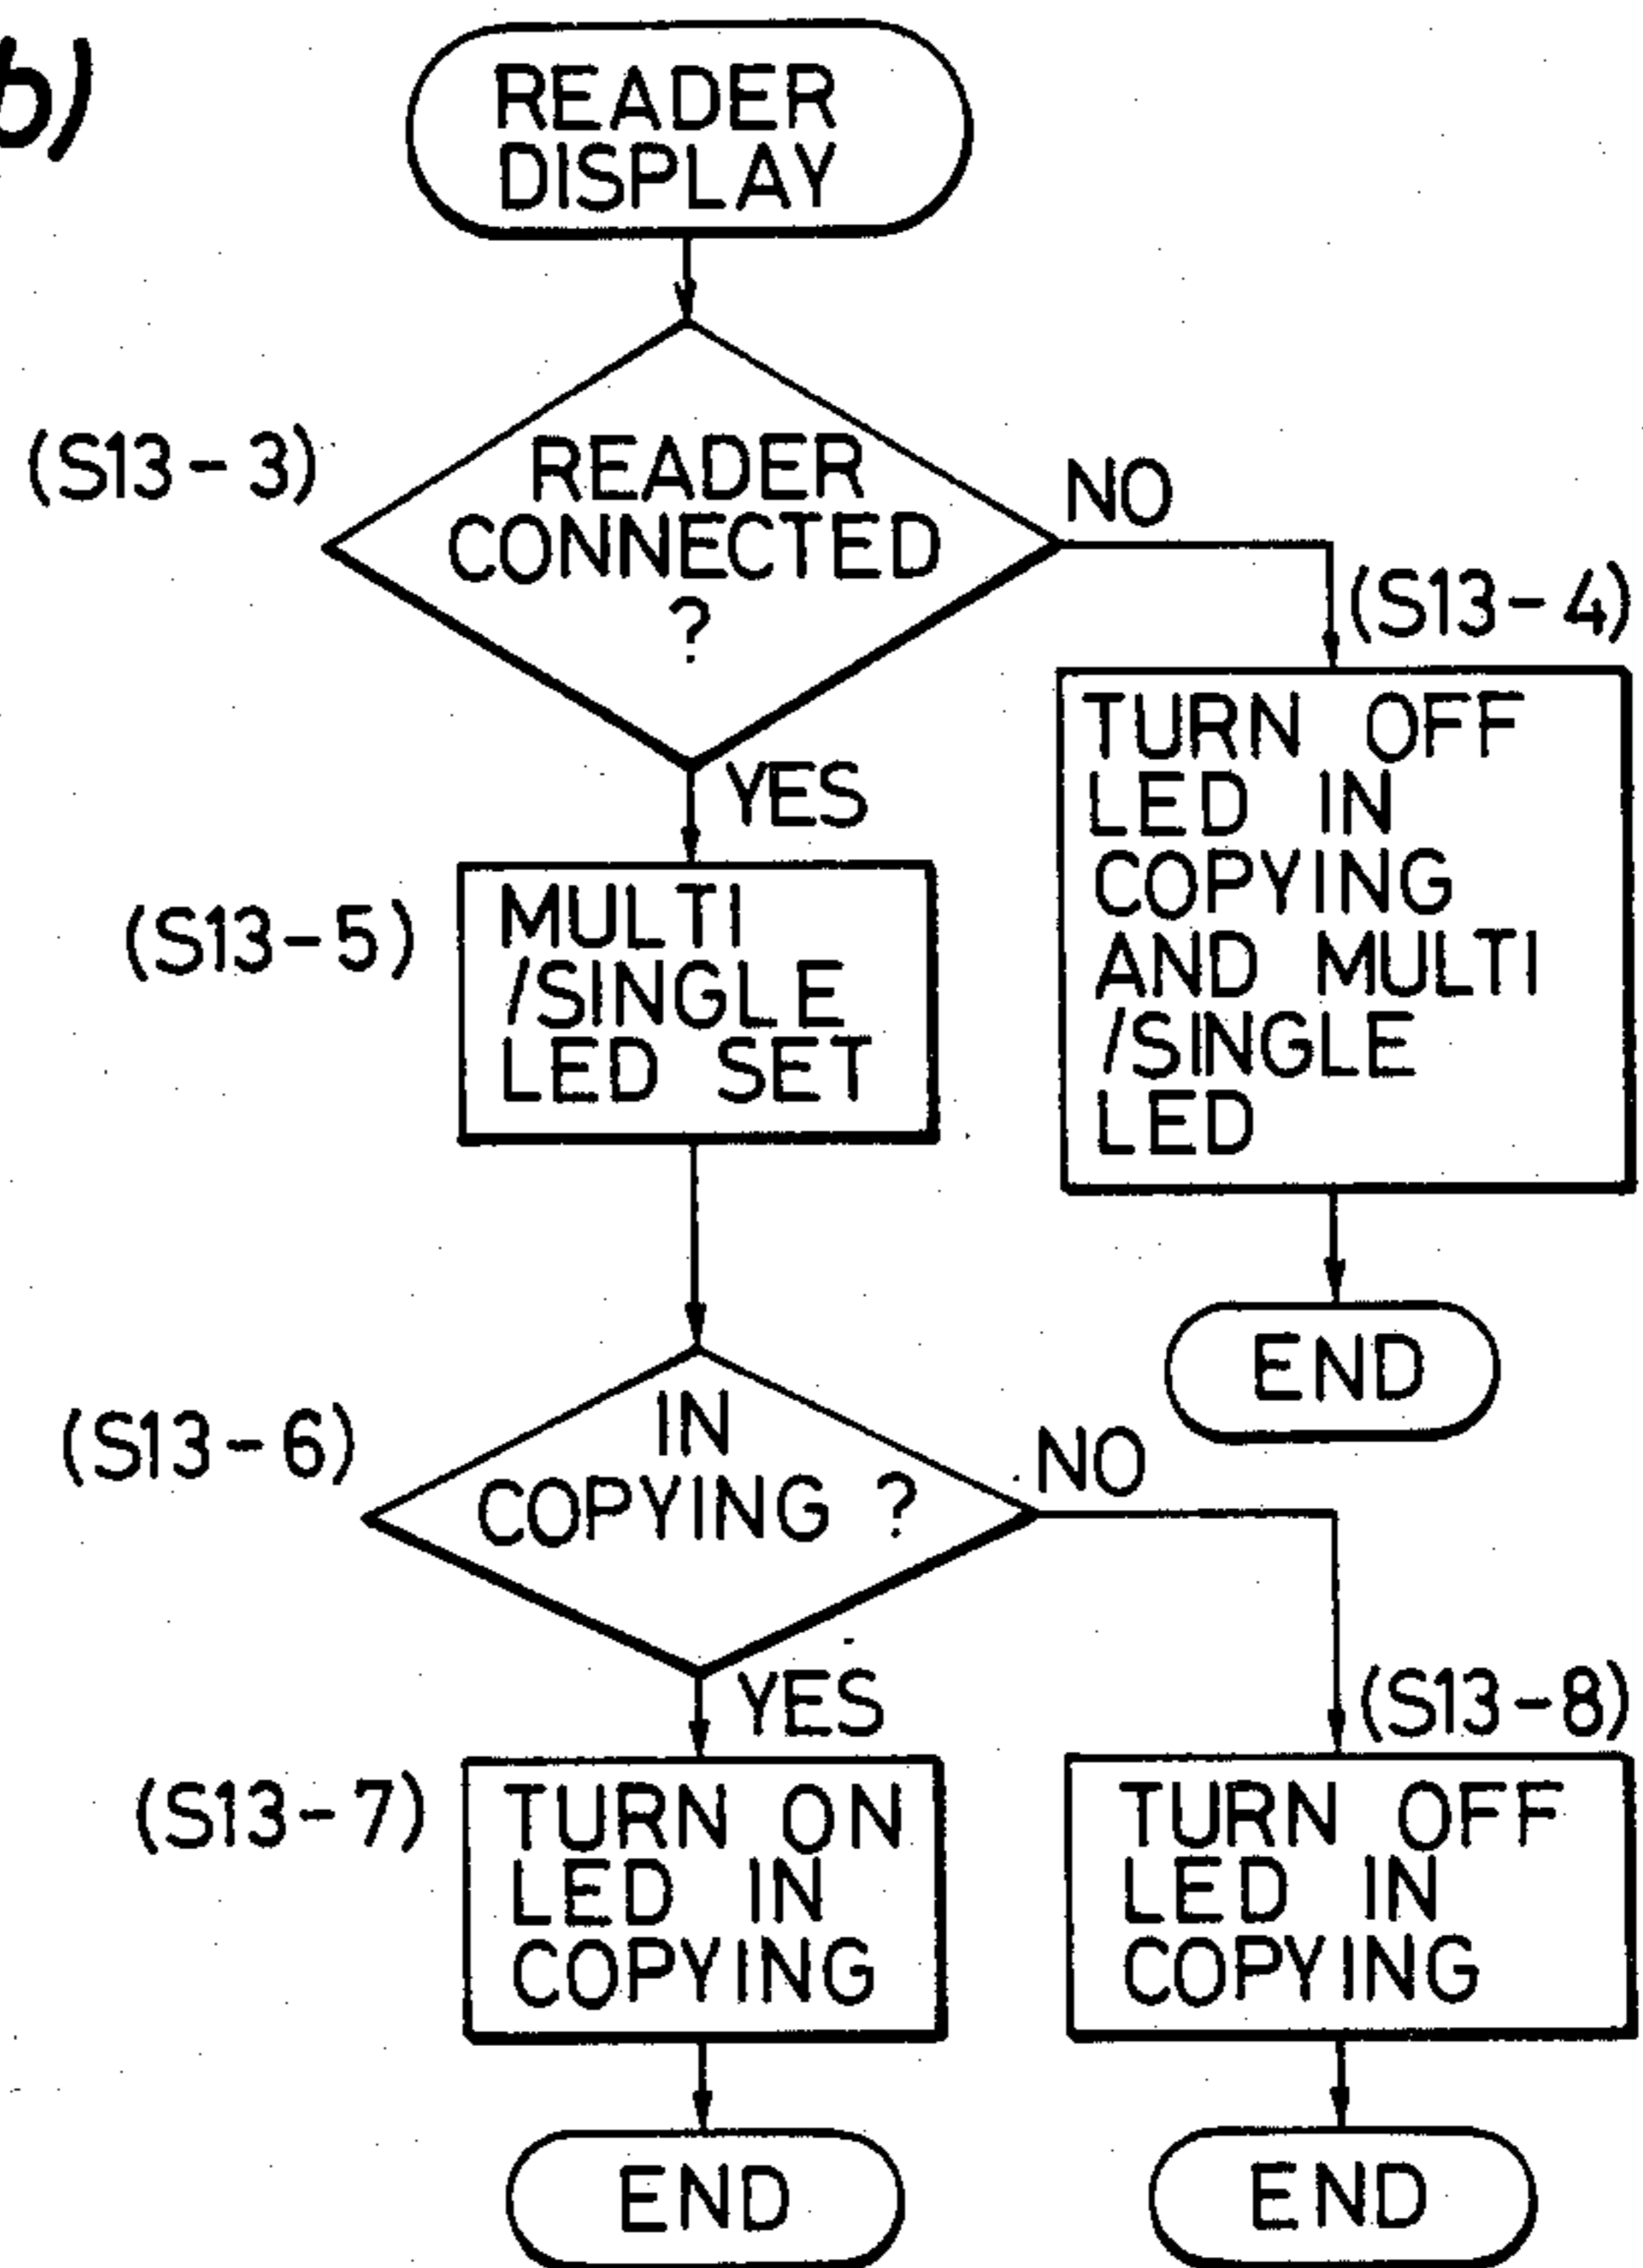 b)
READER
DISPLAY
(S13-3)
READER
CONNECTED
?
NO
(S13-4)
TURN OFF
LED IN
COPYING
AND MULTI
/SINGLE
LED
END
YES
(S13-5)
MULTI
/SINGLE
LED SET
(S13-6)
IN
COPYING ?
NO
(S13-8)
TURN OFF
LED IN
COPYING
END
YES
(S13-7)
TURN ON
LED IN
COPYING
END